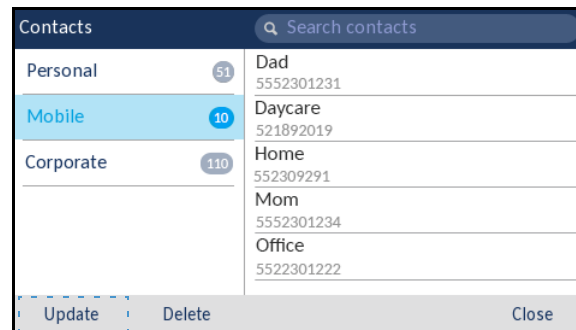 Contacts
Search contacts
Personal 51
Mobile 10
Corporate 110
Dad
5552301231
Daycare
521892019
Home
552309291
Mom
5552301234
Office
5522301222
Update Delete Close